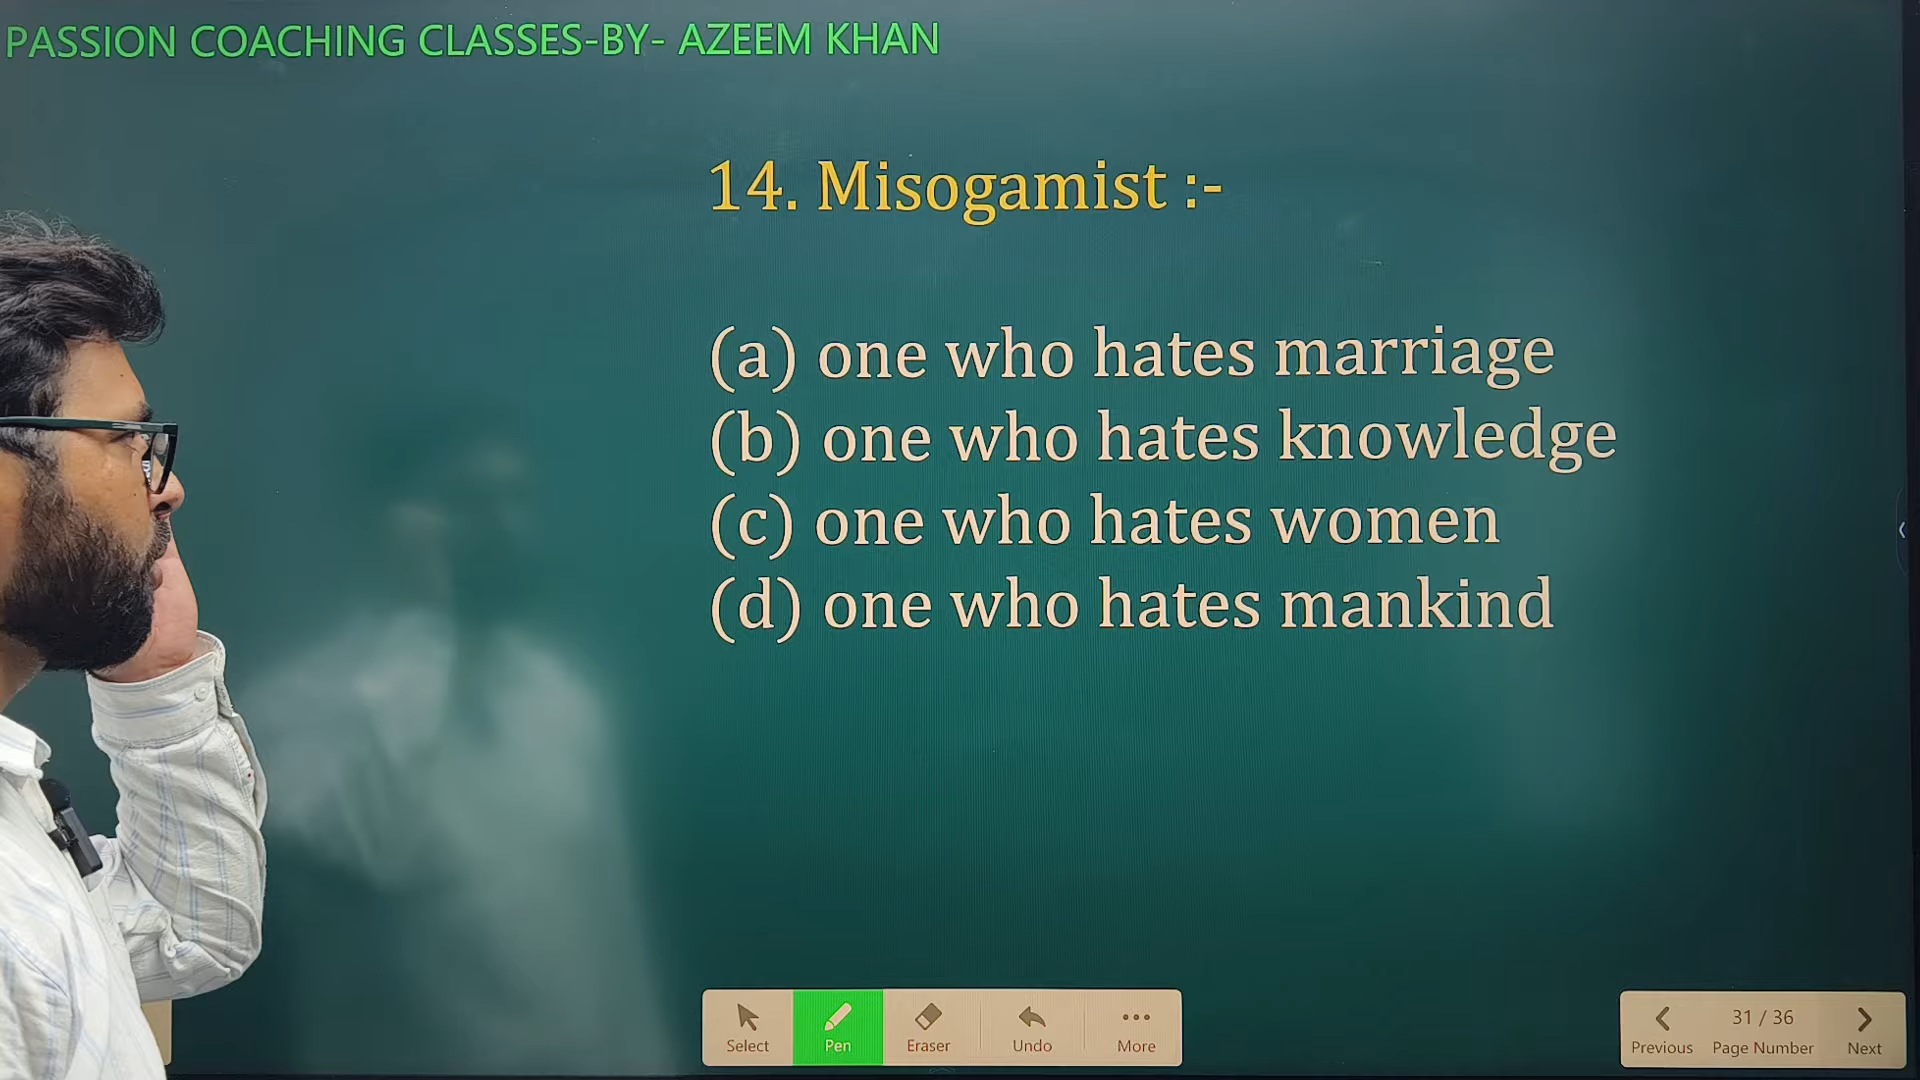 PASSION COACHING CLASSES-BY- AZEEM KHAN
14. Misogamist :-
(a) one who hates marriage
(b) one who hates knowledge
(c) one who hates women
(d) one who hates mankind
Select Pen Eraser Undo More
31 / 36
Previous Page Number Next